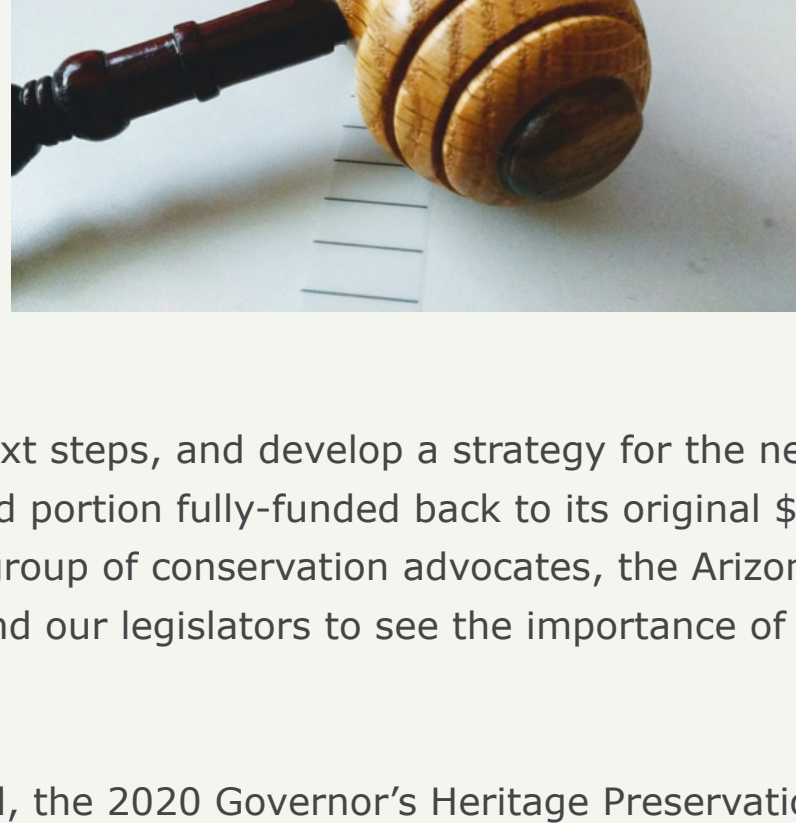 xt steps, and develop a strategy for the ne
d portion fully-funded back to its original $
group of conservation advocates, the Arizon
nd our legislators to see the importance of
l, the 2020 Governor’s Heritage Preservatio